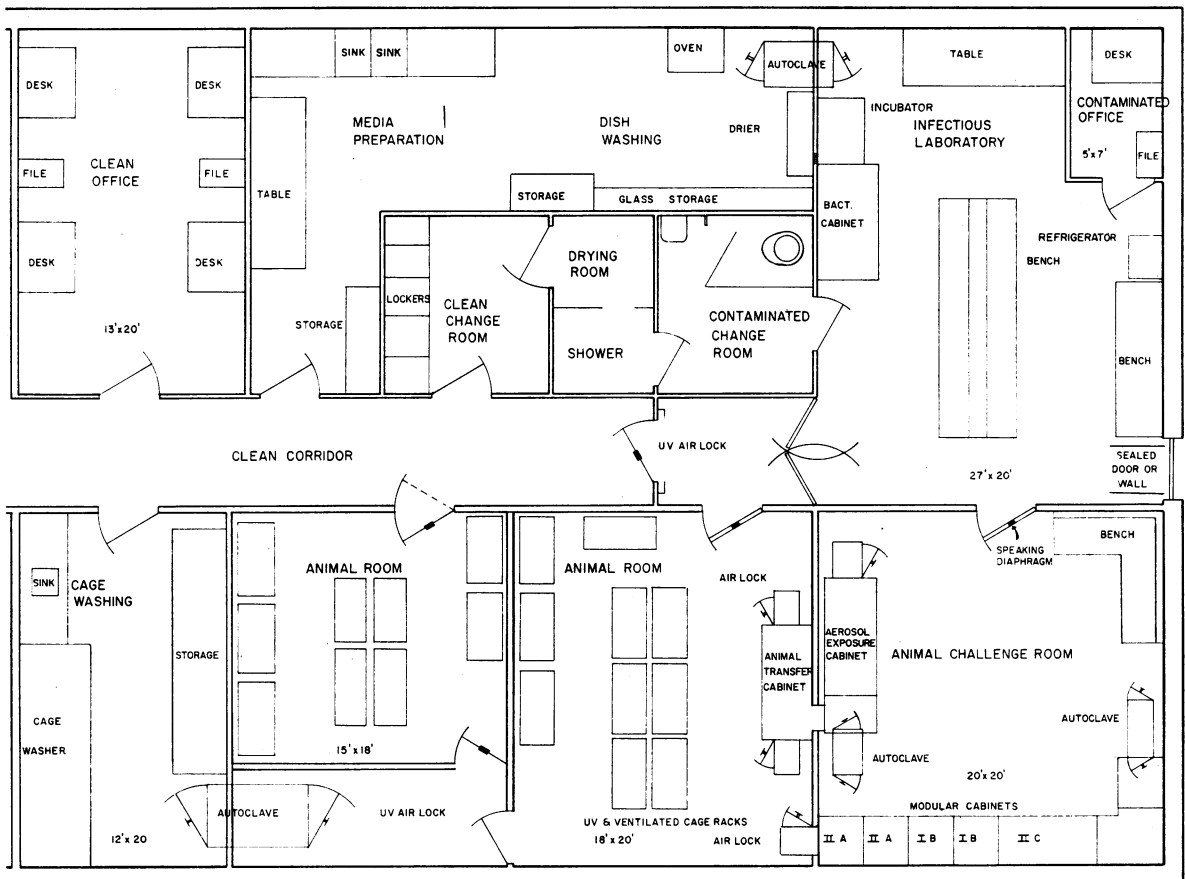 DESK
DESK
CLEAN
OFFICE
FILE
FILE
DESK
DESK
13'x20'
SINK
SINK
OVEN
AUTOCLAVE
MEDIA
PREPARATION
DISH
WASHING
DRIER
TABLE
STORAGE
GLASS STORAGE
STORAGE
LOCKERS
CLEAN
CHANGE
ROOM
DRYING
ROOM
SHOWER
CONTAMINATED
CHANGE
ROOM
TABLE
INCUBATOR
INFECTIOUS
LABORATORY
BACT.
CABINET
DESK
CONTAMINATED
OFFICE
5'x7'
FILE
REFRIGERATOR
BENCH
BENCH
27'x20'
SEALED
DOOR OR
WALL
CLEAN CORRIDOR
UV AIR LOCK
SINK
CAGE
WASHING
STORAGE
CAGE
WASHER
12'x20
AUTOCLAVE
ANIMAL ROOM
15'x18'
UV AIR LOCK
ANIMAL ROOM
AIR LOCK
ANIMAL
TRANSFER
CABINET
UV & VENTILATED CAGE RACKS
18'x20'
AIR LOCK
SPEAKING
DIAPHRAGM
BENCH
AEROSOL
EXPOSURE
CABINET
ANIMAL CHALLENGE ROOM
AUTOCLAVE
AUTOCLAVE
20'x20'
MODULAR CABINETS
II A
II A
I B
I B
II C